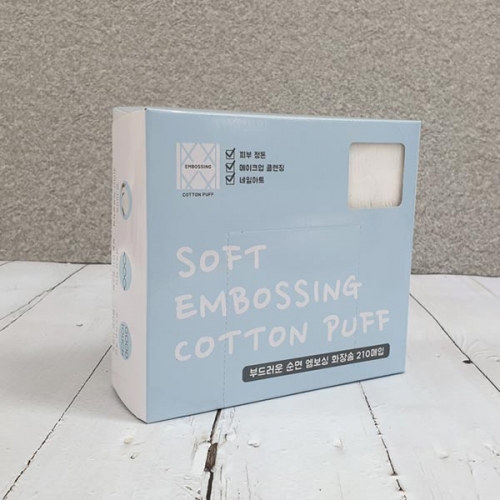 EMBOSSING
COTTON PUFF
피부 정돈
메이크업 클렌징
네일아트
SOFT
EMBOSSING
COTTON PUFF
부드러운 순면 엠보싱 화장솜 210매입